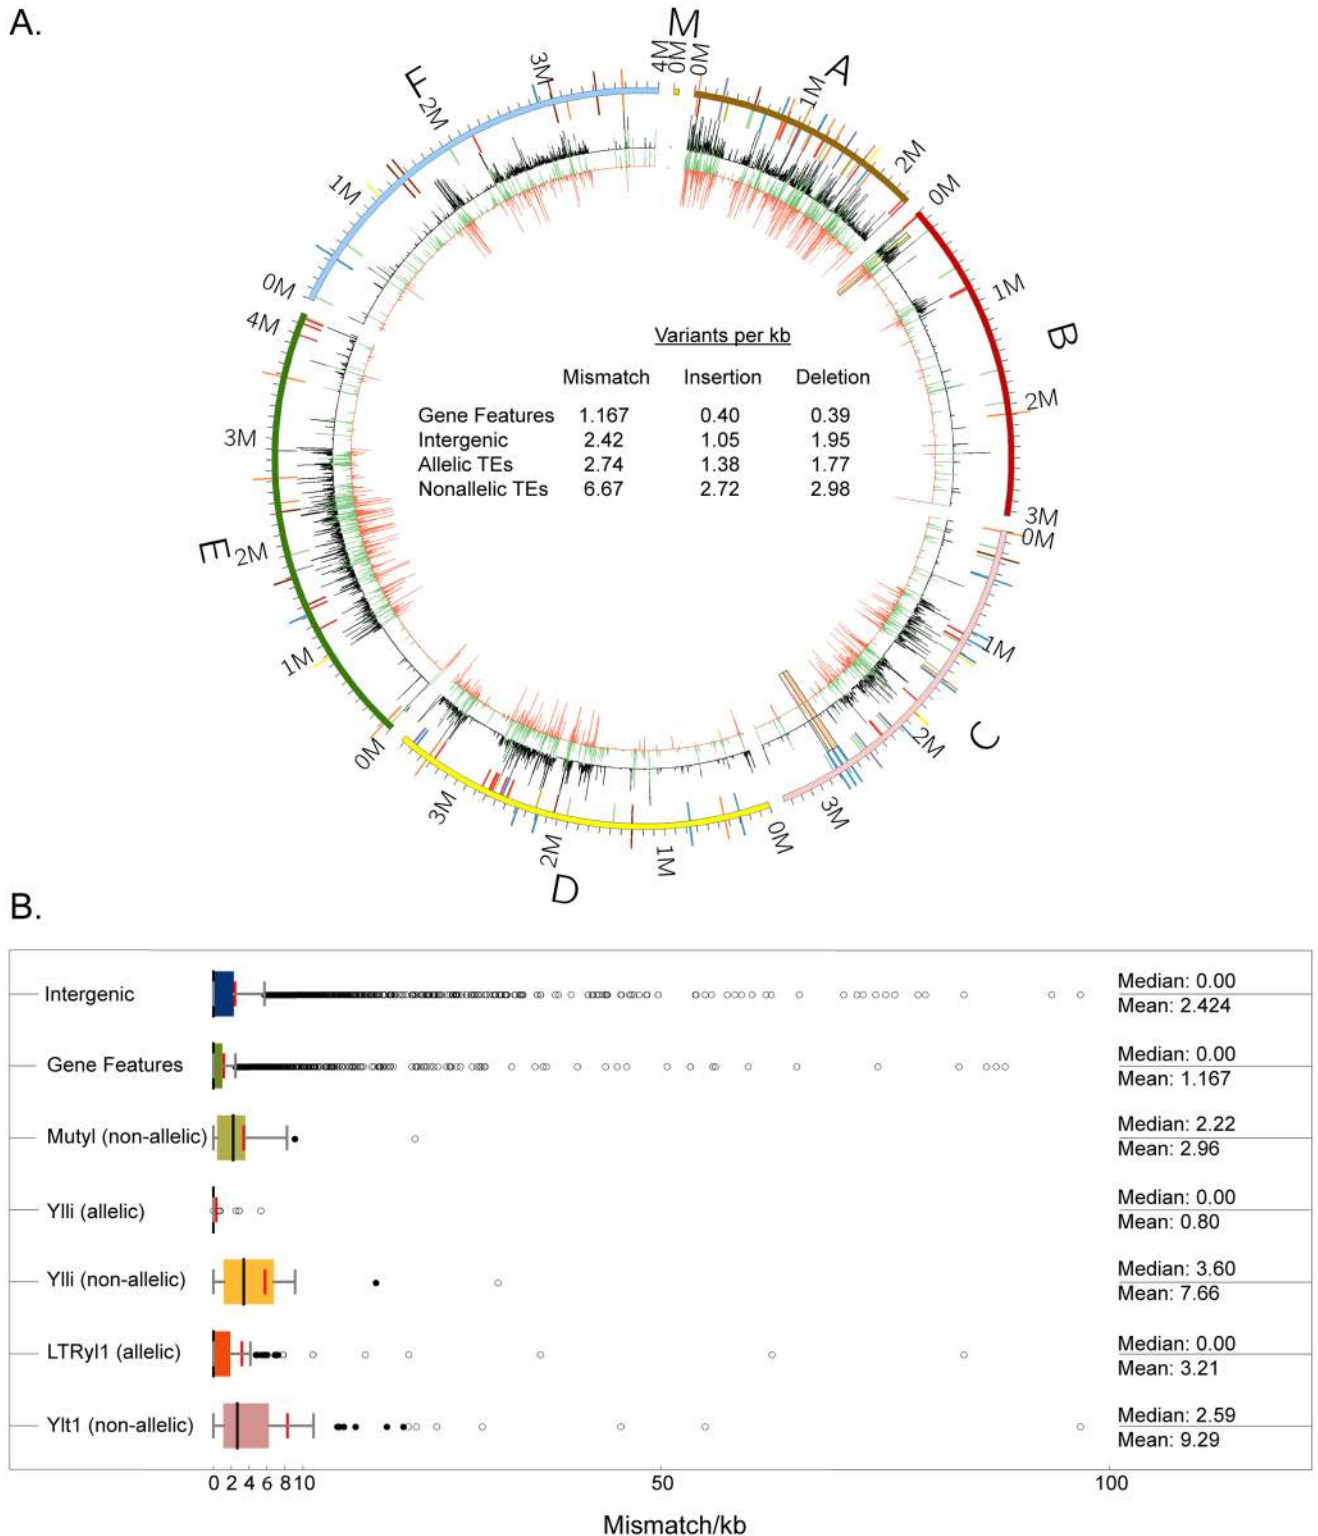 A.
M
4M
0M
0M
A
1M
2M
0M
B
1M
2M
3M
0M
C
1M
2M
3M
0M
D
1M
2M
3M
0M
E
1M
2M
3M
4M
0M
F
1M
2M
3M
Variants per kb
Mismatch Insertion Deletion
Gene Features 1.167 0.40 0.39
Intergenic 2.42 1.05 1.95
Allelic TEs 2.74 1.38 1.77
Nonallelic TEs 6.67 2.72 2.98
B.
Intergenic Median: 0.00
Mean: 2.424
Gene Features Median: 0.00
Mean: 1.167
Mutyl (non-allelic) Median: 2.22
Mean: 2.96
Ylli (allelic) Median: 0.00
Mean: 0.80
Ylli (non-allelic) Median: 3.60
Mean: 7.66
LTRyl1 (allelic) Median: 0.00
Mean: 3.21
Ylt1 (non-allelic) Median: 2.59
Mean: 9.29
0 2 4 6 8 10 50 100
Mismatch/kb